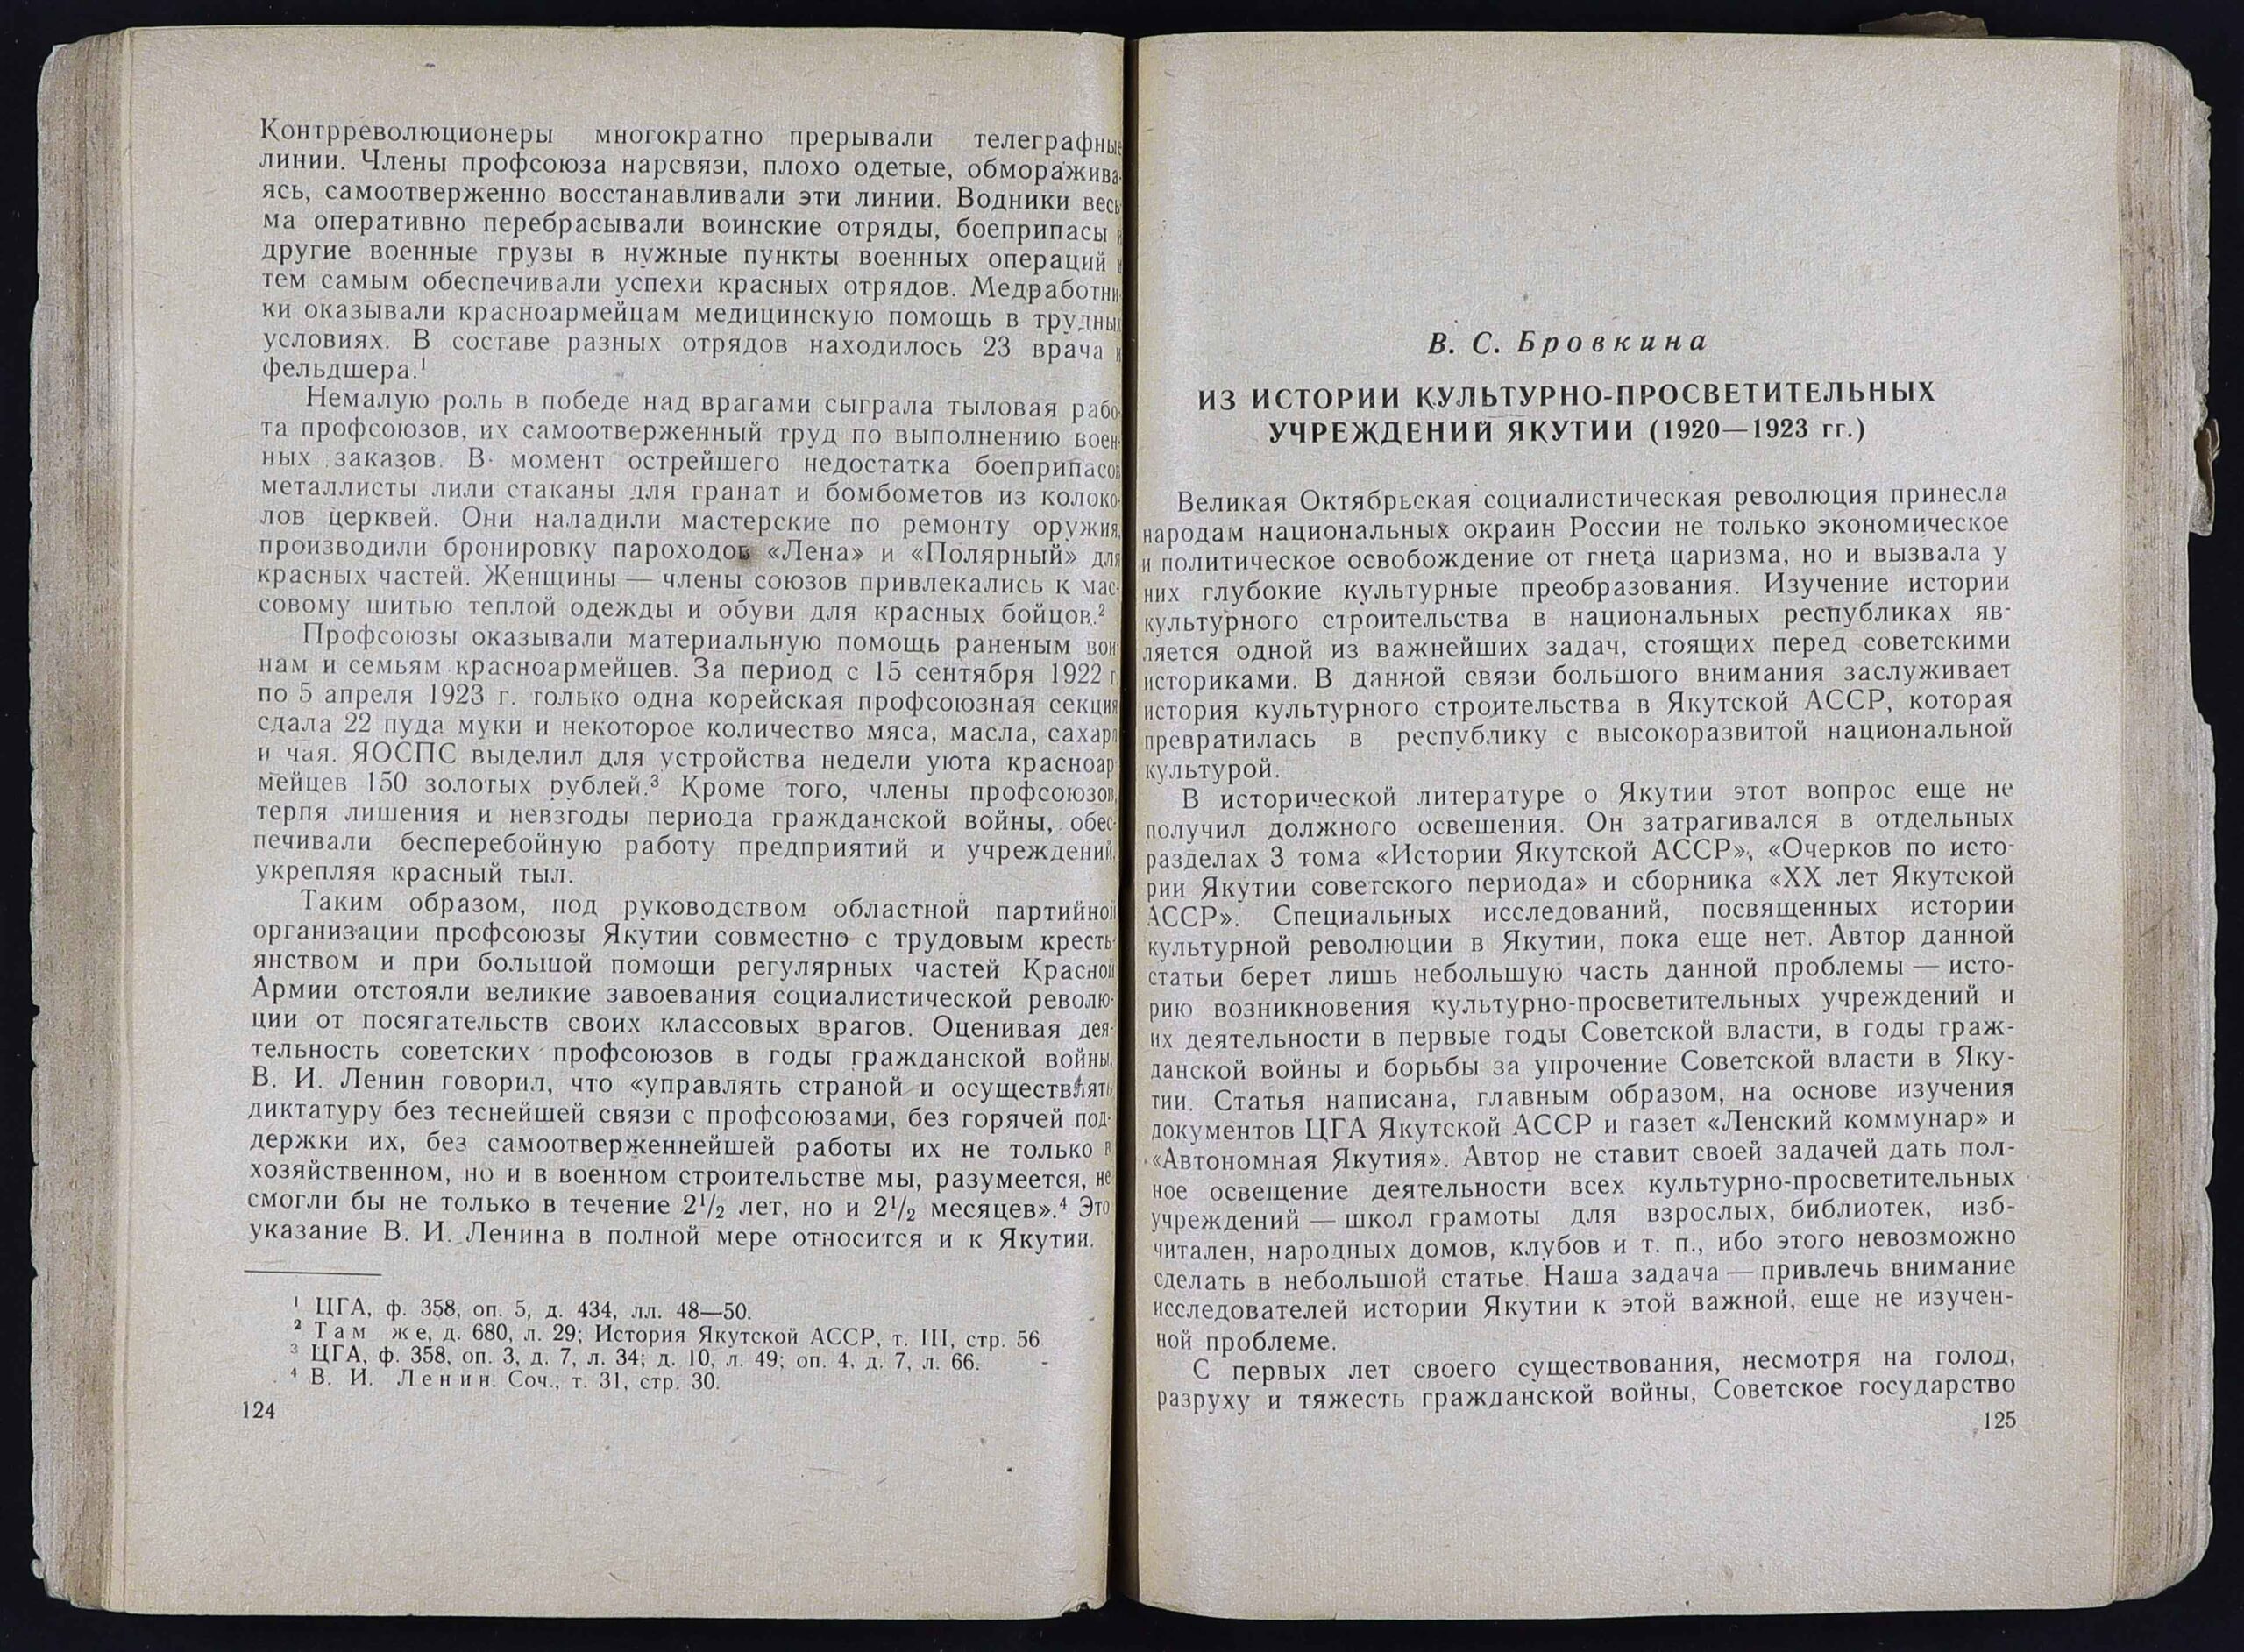 Контрреволюционеры многократно прерывали телеграфные
линии. Члены профсоюза нарсвязи, плохо одетые, обморажива-
ясь, самоотверженно восстанавливали эти линии. Водники весь-
ма оперативно перебрасывали воинские отряды, боеприпасы и
другие военные грузы в нужные пункты военных операций и
тем самым обеспечивали успехи красных отрядов. Медработни-
ки оказывали красноармейцам медицинскую помощь в трудных
условиях. В составе разных отрядов находилось 23 врача и
фельдшера.¹
Немалую роль в победе над врагами сыграла тыловая рабо-
та профсоюзов, их самоотверженный труд по выполнению воен-
ных заказов. В момент острейшего недостатка боеприпасов
металлисты лили стаканы для гранат и бомбометов из колоко-
лов церквей. Они наладили мастерские по ремонту оружия,
производили бронировку пароходов «Лена» и «Полярный» для
красных частей. Женщины — члены союзов привлекались к мас-
совому шитью теплой одежды и обуви для красных бойцов.²
Профсоюзы оказывали материальную помощь раненым вои-
нам и семьям красноармейцев. За период с 15 сентября 1922 г.
по 5 апреля 1923 г. только одна корейская профсоюзная секция
сдала 22 пуда муки и некоторое количество мяса, масла, сахара
и чая. ЯОСПС выделил для устройства недели уюта красноар-
мейцев 150 золотых рублей.³ Кроме того, члены профсоюзов,
терпя лишения и невзгоды периода гражданской войны, обес-
печивали бесперебойную работу предприятий и учреждений,
укрепляя красный тыл.
Таким образом, под руководством областной партийной
организации профсоюзы Якутии совместно с трудовым кресть-
янством и при большой помощи регулярных частей Красной
Армии отстояли великие завоевания социалистической револю-
ции от посягательств своих классовых врагов. Оценивая дея-
тельность советских профсоюзов в годы гражданской войны,
В. И. Ленин говорил, что «управлять страной и осуществлять
диктатуру без теснейшей связи с профсоюзами, без горячей под-
держки их, без самоотверженнейшей работы их не только в
хозяйственном, но и в военном строительстве мы, разумеется, не
смогли бы не только в течение 2¹/₂ лет, но и 2¹/₂ месяцев».⁴ Это
указание В. И. Ленина в полной мере относится и к Якутии.
¹ ЦГА, ф. 358, оп. 5, д. 434, лл. 48—50.
² Там же, д. 680, л. 29; История Якутской АССР, т. III, стр. 56
³ ЦГА, ф. 358, оп. 3, д. 7, л. 34; д. 10, л. 49; оп. 4, д. 7, л. 66.
⁴ В. И. Ленин. Соч., т. 31, стр. 30.
124
В. С. Бровкина
ИЗ ИСТОРИИ КУЛЬТУРНО-ПРОСВЕТИТЕЛЬНЫХ
УЧРЕЖДЕНИЙ ЯКУТИИ (1920—1923 гг.)
Великая Октябрьская социалистическая революция принесла
народам национальных окраин России не только экономическое
и политическое освобождение от гнета царизма, но и вызвала у
них глубокие культурные преобразования. Изучение истории
культурного строительства в национальных республиках яв-
ляется одной из важнейших задач, стоящих перед советскими
историками. В данной связи большого внимания заслуживает
история культурного строительства в Якутской АССР, которая
превратилась в республику с высокоразвитой национальной
культурой.
В исторической литературе о Якутии этот вопрос еще не
получил должного освещения. Он затрагивался в отдельных
разделах 3 тома «Истории Якутской АССР», «Очерков по исто-
рии Якутии советского периода» и сборника «XX лет Якутской
АССР». Специальных исследований, посвященных истории
культурной революции в Якутии, пока еще нет. Автор данной
статьи берет лишь небольшую часть данной проблемы — исто-
рию возникновения культурно-просветительных учреждений и
их деятельности в первые годы Советской власти, в годы граж-
данской войны и борьбы за упрочение Советской власти в Яку-
тии. Статья написана, главным образом, на основе изучения
документов ЦГА Якутской АССР и газет «Ленский коммунар» и
«Автономная Якутия». Автор не ставит своей задачей дать пол-
ное освещение деятельности всех культурно-просветительных
учреждений — школ грамоты для взрослых, библиотек, изб-
читален, народных домов, клубов и т. п., ибо этого невозможно
сделать в небольшой статье. Наша задача — привлечь внимание
исследователей истории Якутии к этой важной, еще не изучен-
ной проблеме.
С первых лет своего существования, несмотря на голод,
разруху и тяжесть гражданской войны, Советское государство
125